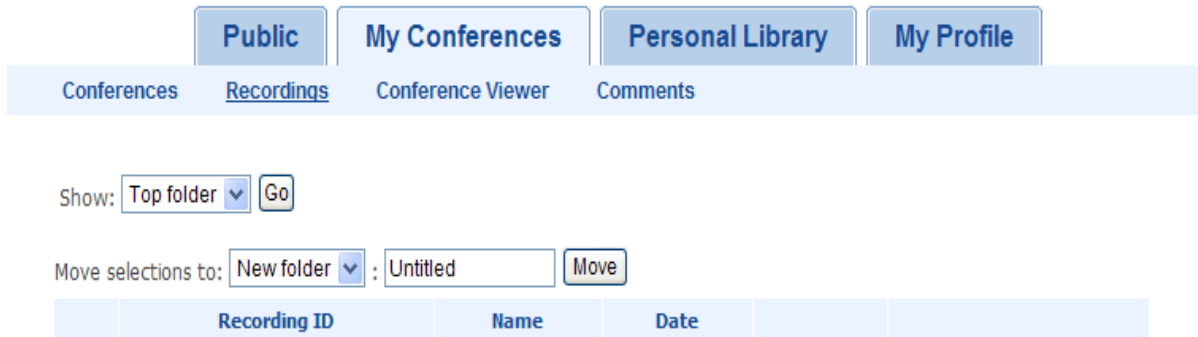 Public My Conferences Personal Library My Profile
Conferences Recordings Conference Viewer Comments
Show: Top folder Go
Move selections to: New folder : Untitled Move
Recording ID Name Date